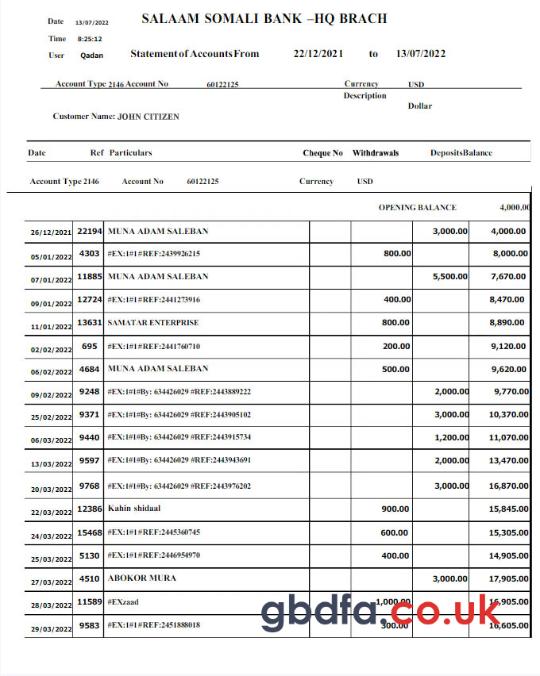 Date 13/07/2022
SALAAM SOMALI BANK –HQ BRACH
Time 8:25:12
User Qadan
Statement of Accounts From 22/12/2021 to 13/07/2022
Account Type 2146 Account No 60122125 Currency USD
Description
Dollar
Customer Name: JOHN CITIZEN
Date Ref Particulars Cheque No Withdrawals DepositsBalance
Account Type 2146 Account No 60122125 Currency USD
OPENING BALANCE 4,000.00
26/12/2021 22194 MUNA ADAM SALEBAN 3,000.00 4,000.00
05/01/2022 4303 #EX:1#1#REF:2439926215 800.00 8,000.00
07/01/2022 11885 MUNA ADAM SALEBAN 5,500.00 7,670.00
09/01/2022 12724 #EX:1#1#REF:2441273916 400.00 8,470.00
11/01/2022 13631 SAMATAR ENTERPRISE 800.00 8,890.00
02/02/2022 695 #EX:1#1#REF:2441760710 200.00 9,120.00
06/02/2022 4684 MUNA ADAM SALEBAN 500.00 9,620.00
09/02/2022 9248 #EX:1#1#By: 634426029 #REF:2443889222 2,000.00 9,770.00
25/02/2022 9371 #EX:1#1#By: 634426029 #REF:2443905102 3,000.00 10,370.00
06/03/2022 9440 #EX:1#1#By: 634426029 #REF:2443915734 1,200.00 11,070.00
13/03/2022 9597 #EX:1#1#By: 634426029 #REF:2443943691 2,000.00 13,470.00
20/03/2022 9768 #EX:1#1#By: 634426029 #REF:2443976202 3,000.00 16,870.00
22/03/2022 12386 Kahin shidaal 900.00 15,845.00
24/03/2022 15468 #EX:1#1#REF:2445360745 600.00 15,305.00
25/03/2022 5130 #EX:1#1#REF:2446954970 400.00 14,905.00
27/03/2022 4510 ABOKOR MURA 3,000.00 17,905.00
28/03/2022 11589 #EXzaad 1,000.00 16,905.00
29/03/2022 9583 #EX:1#1#REF:2451888018 300.00 16,605.00
gbdfa.co.uk